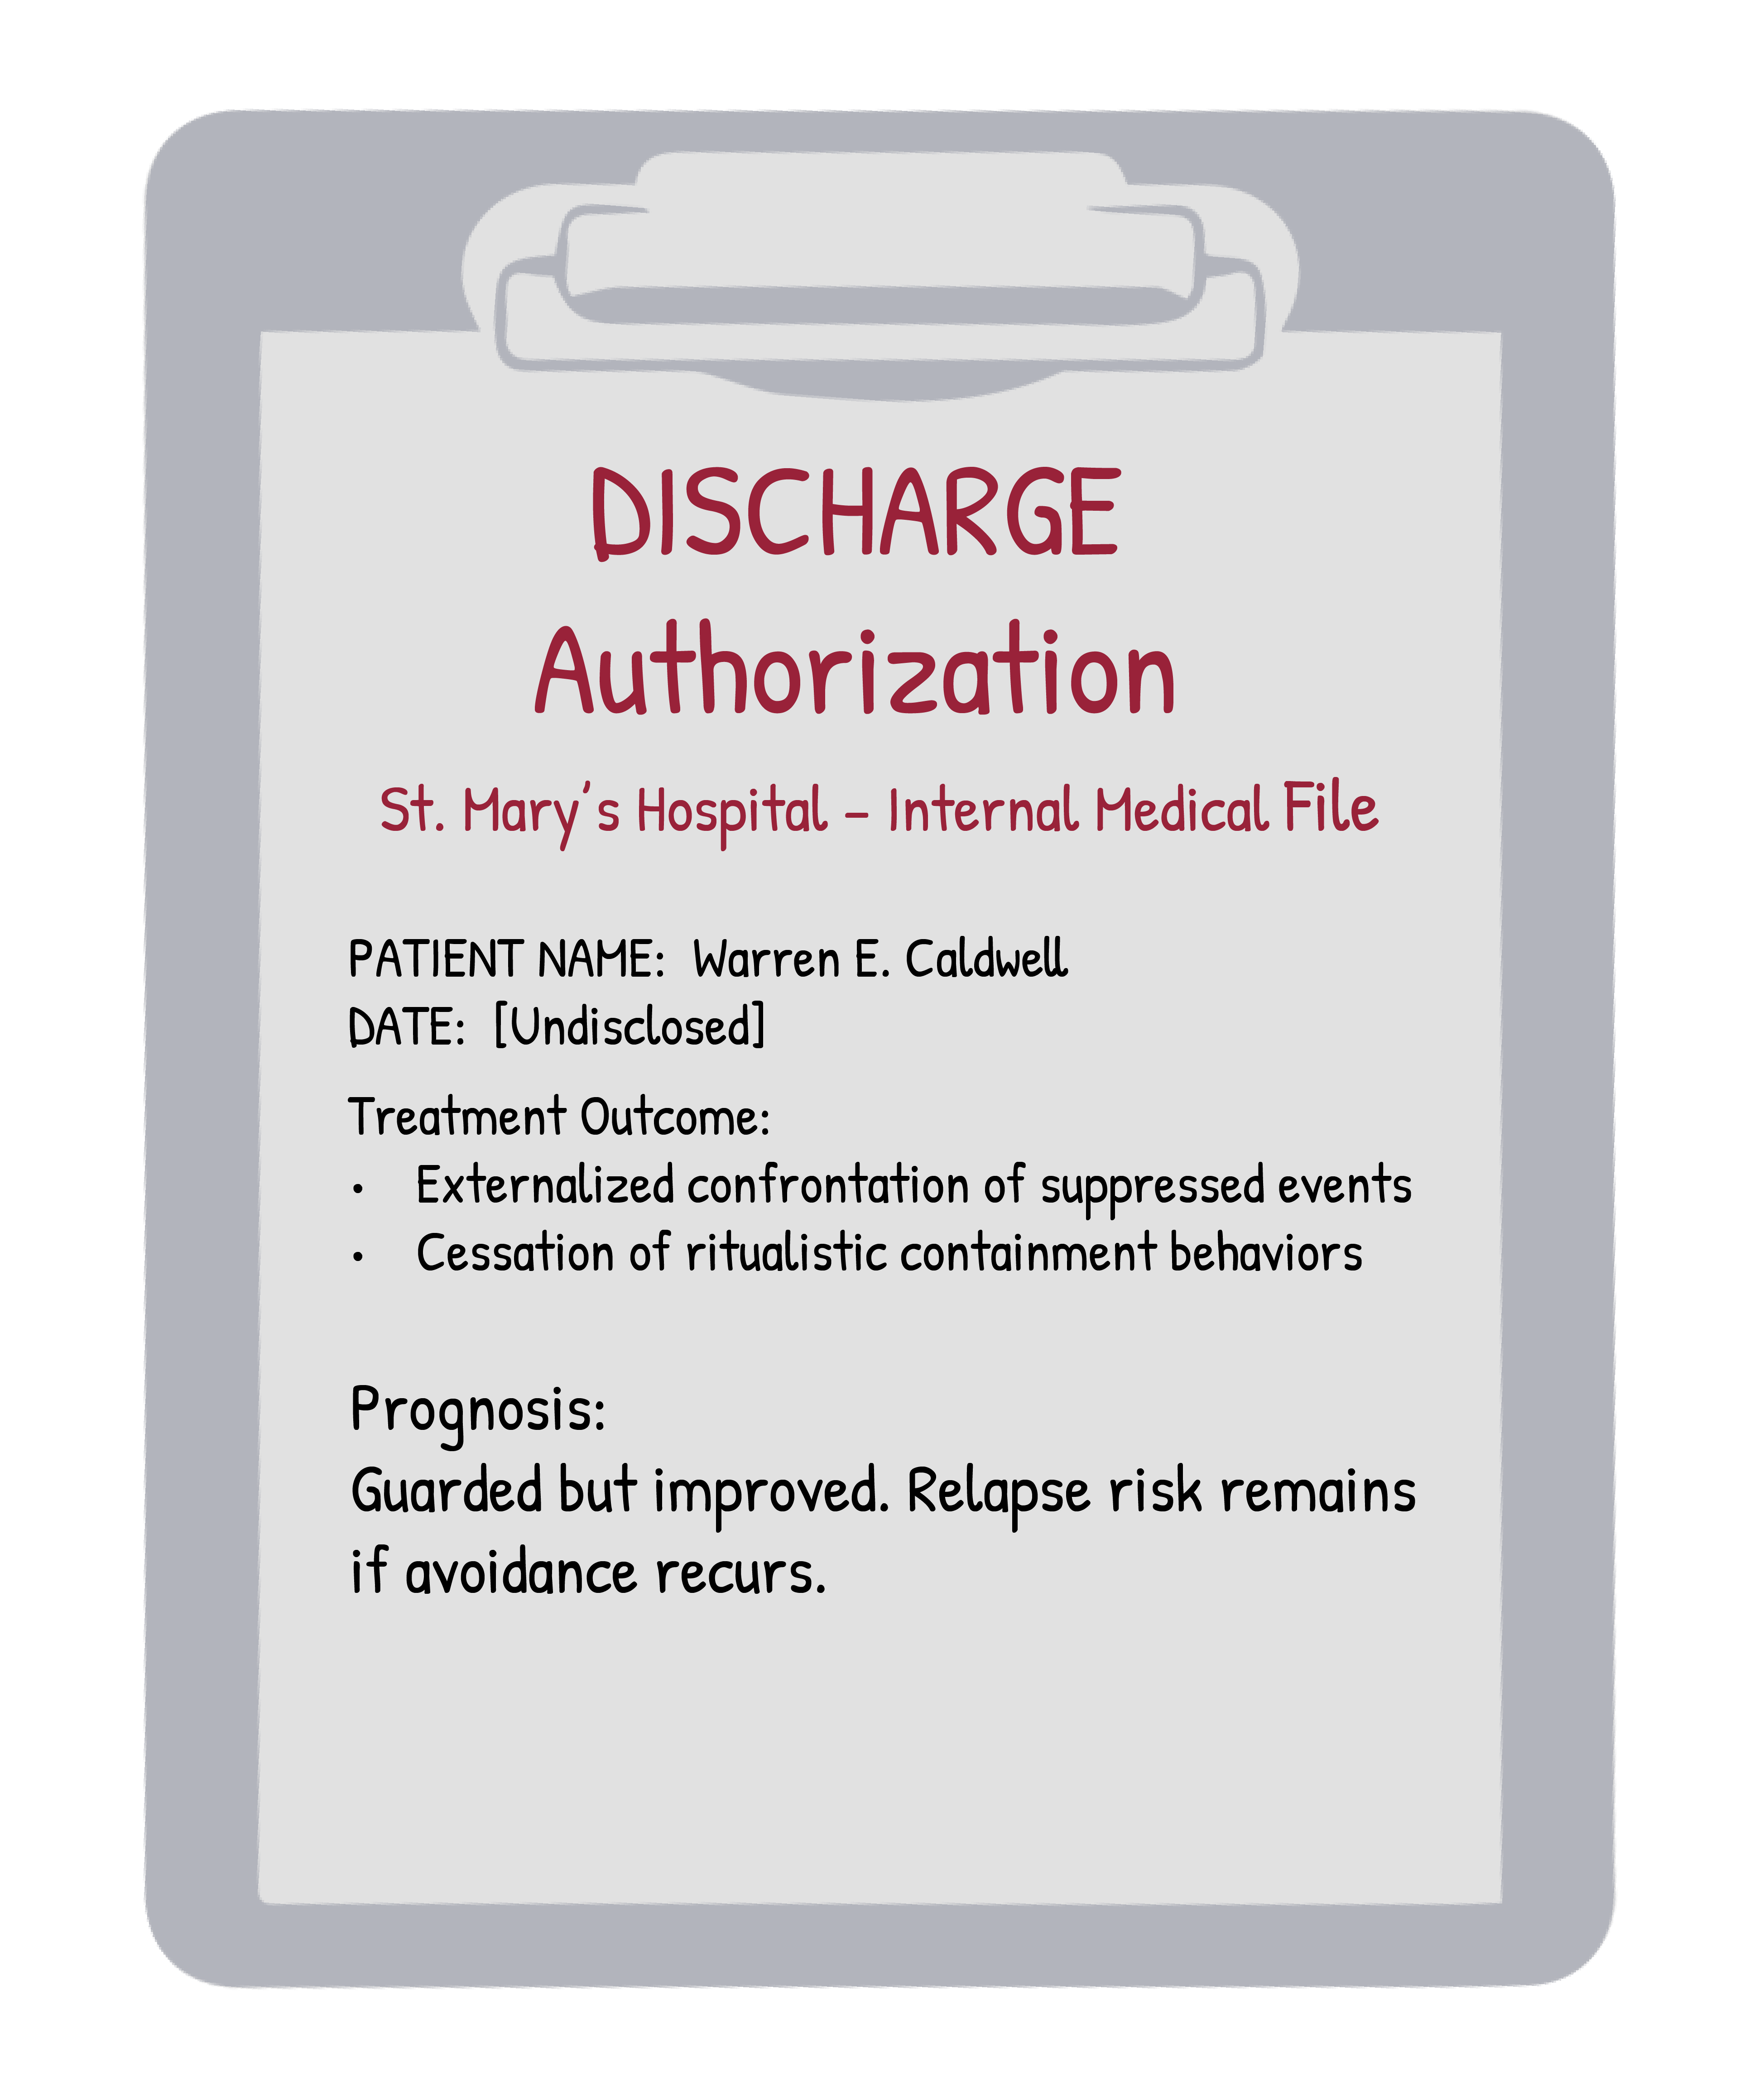 DISCHARGE
Authorization
St. Mary’s Hospital – Internal Medical File
PATIENT NAME: Warren E. Caldwell
DATE: [Undisclosed]
Treatment Outcome:
• Externalized confrontation of suppressed events
• Cessation of ritualistic containment behaviors
Prognosis:
Guarded but improved. Relapse risk remains
if avoidance recurs.